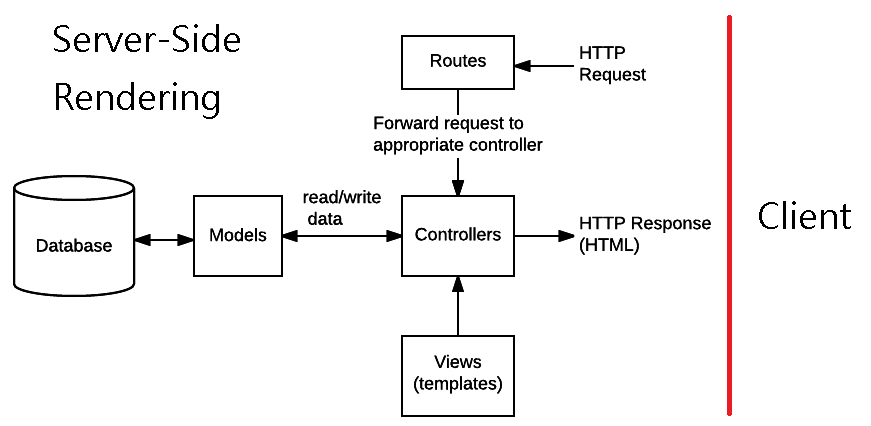 Server-Side
Rendering
Routes
HTTP
Request
Forward request to
appropriate controller
Database
Models
read/write
data
Controllers
HTTP Response
(HTML)
Client
Views
(templates)